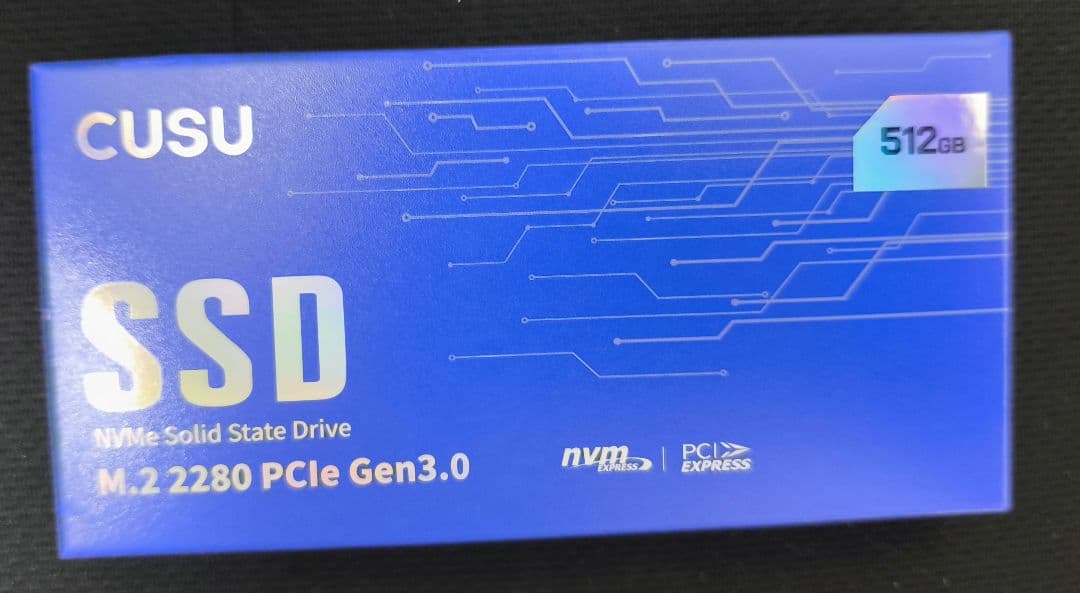 CUSU
512GB
SSD
NVMe Solid State Drive
M.2 2280 PCIe Gen3.0
nvm EXPRESS | PCI EXPRESS